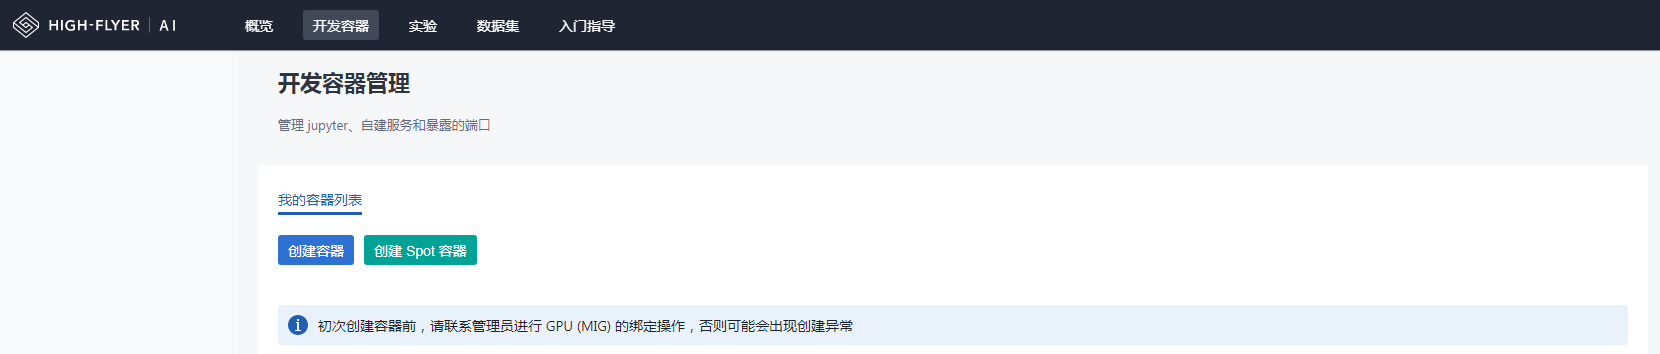 HIGH-FLYER | AI 概览 开发容器 实验 数据集 入门指导
开发容器管理
管理 jupyter、自建服务和暴露的端口
我的容器列表
创建容器 创建 Spot 容器
初次创建容器前，请联系管理员进行 GPU (MIG) 的绑定操作，否则可能会出现创建异常